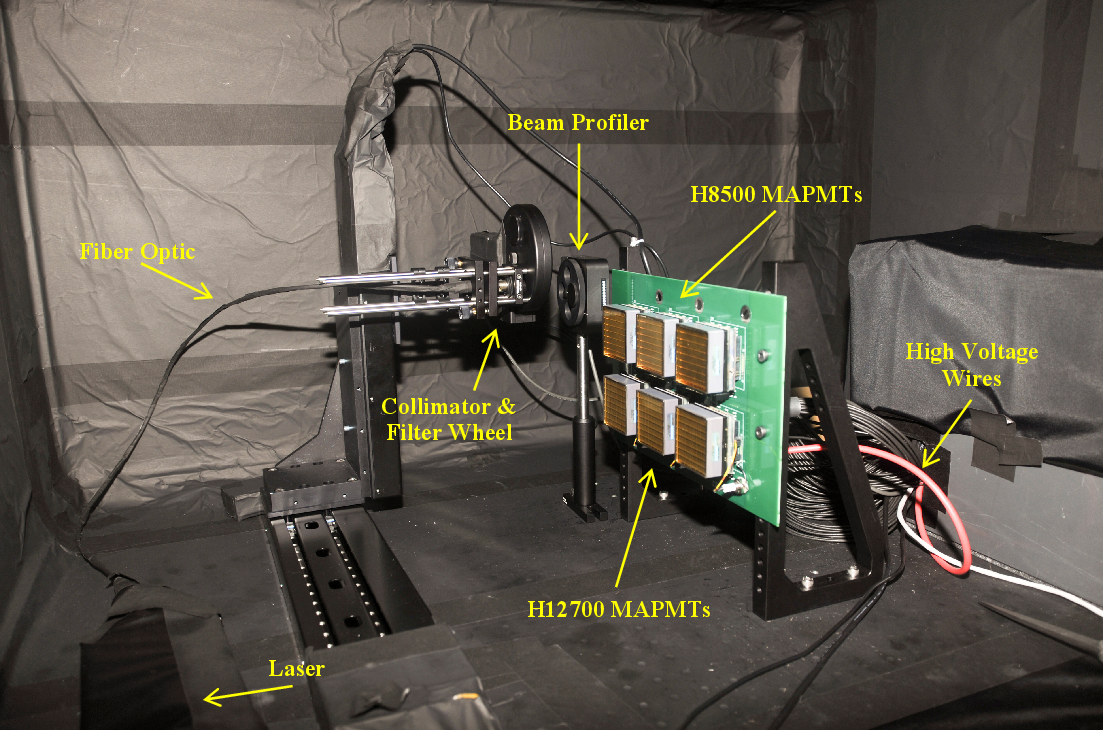 Beam Profiler
H8500 MAPMTs
Fiber Optic
High Voltage
Wires
Collimator &
Filter Wheel
H12700 MAPMTs
Laser